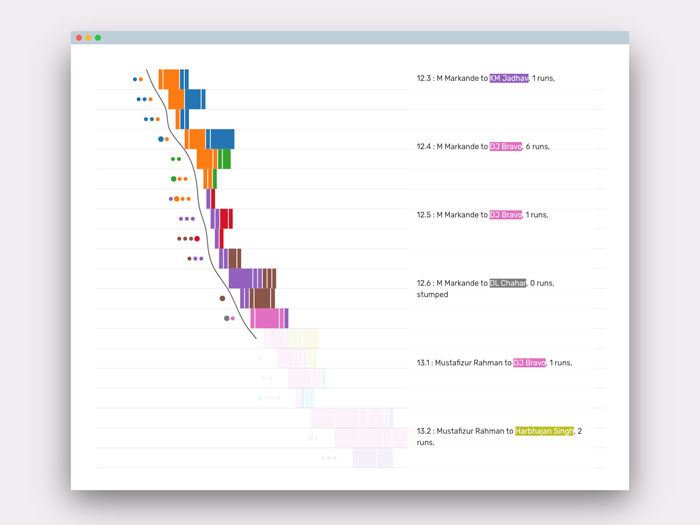 12.3 : M Markande to KM Jadhav, 1 runs,
12.4 : M Markande to DJ Bravo, 6 runs,
12.5 : M Markande to DJ Bravo, 1 runs,
12.6 : M Markande to DL Chahar, 0 runs,
stumped
13.1 : Mustafizur Rahman to DJ Bravo, 1 runs,
13.2 : Mustafizur Rahman to Harbhajan Singh, 2
runs,